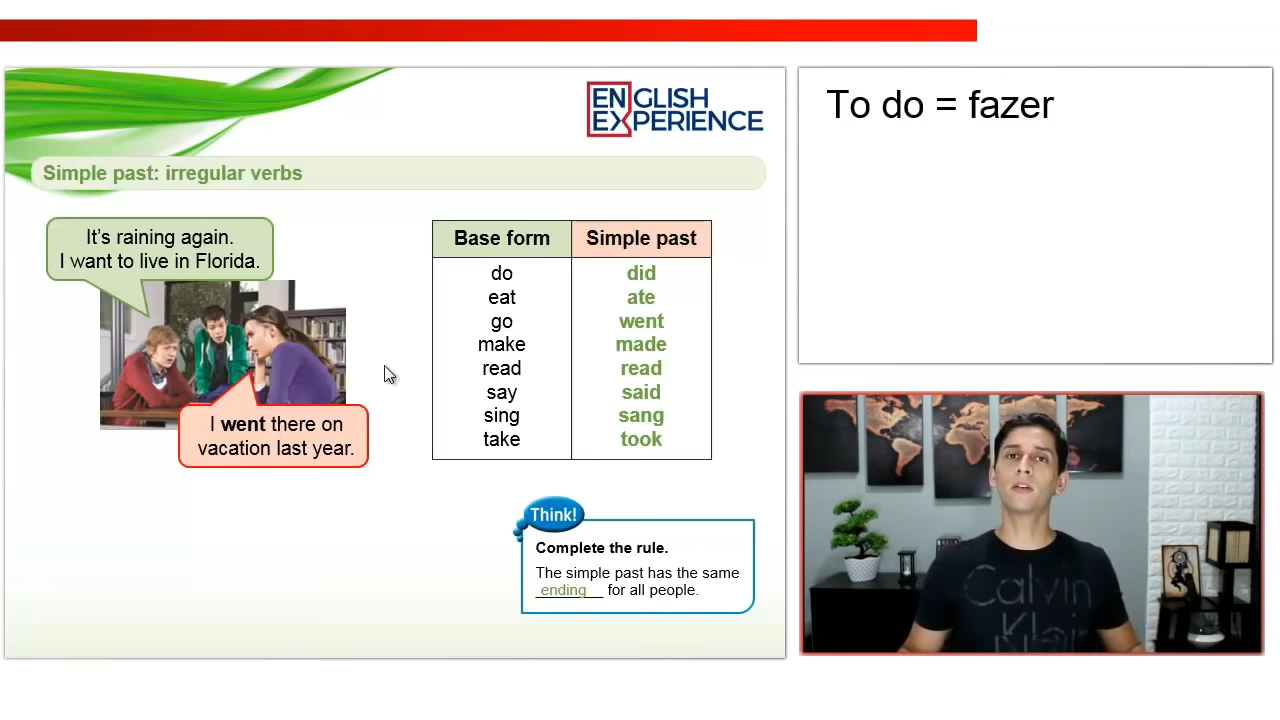 ENGLISH
EXPERIENCE
Simple past: irregular verbs
It’s raining again.
I want to live in Florida.
I went there on
vacation last year.
Base form Simple past
do did
eat ate
go went
make made
read read
say said
sing sang
take took
Think!
Complete the rule.
The simple past has the same
ending for all people.
To do = fazer
Calvin
Klein